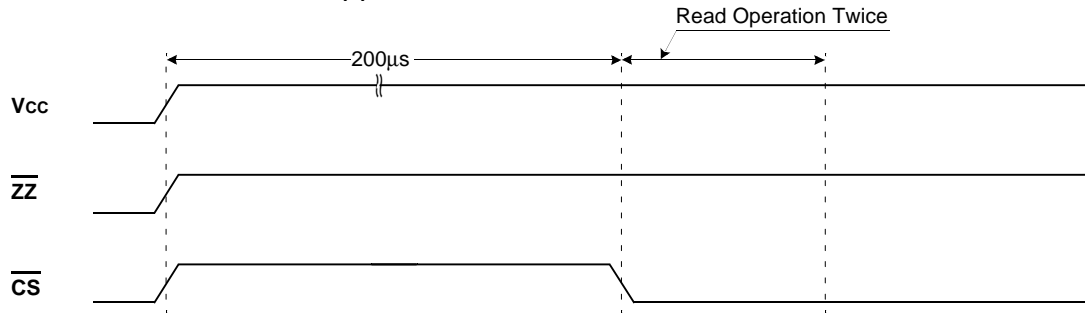 Read Operation Twice
200μs
Vcc
ZZ
CS